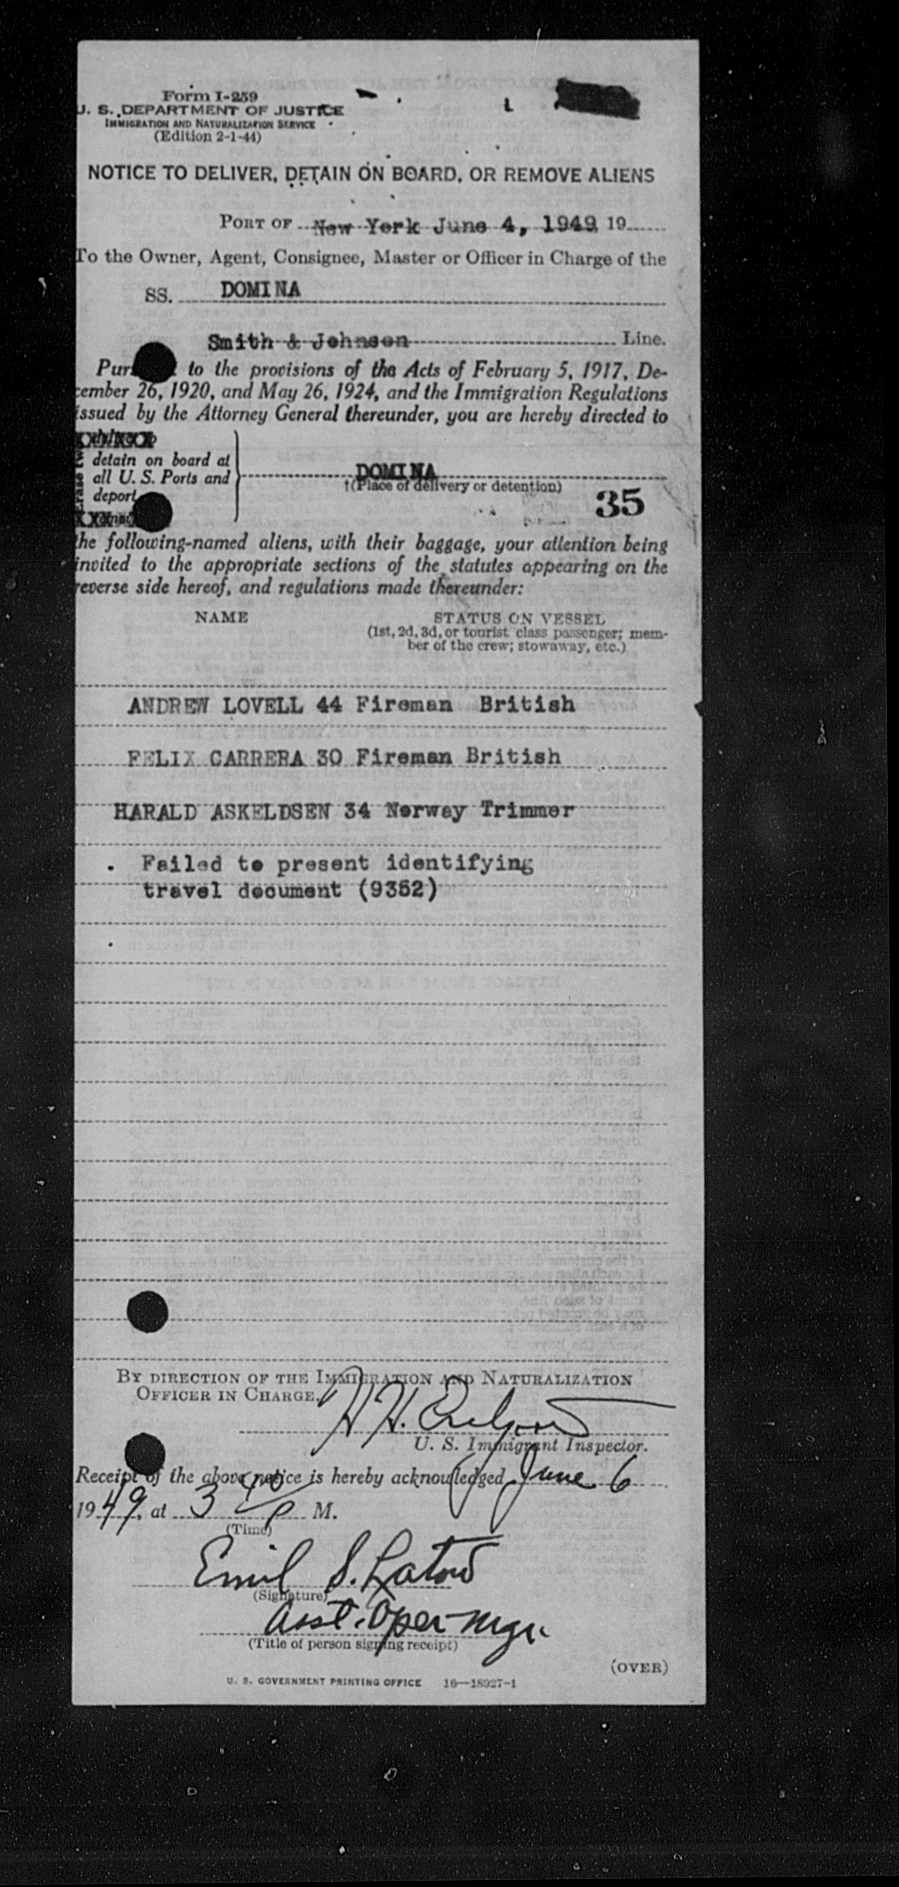 Form I-259
U. S. DEPARTMENT OF JUSTICE
IMMIGRATION AND NATURALIZATION SERVICE
(Edition 2-1-44)
NOTICE TO DELIVER, DETAIN ON BOARD, OR REMOVE ALIENS
PORT OF New York June 4, 1949, 19
To the Owner, Agent, Consignee, Master or Officer in Charge of the
SS. DOMINA
Smith & Johnson Line.
Pur t to the provisions of the Acts of February 5, 1917, De-
cember 26, 1920, and May 26, 1924, and the Immigration Regulations
issued by the Attorney General thereunder, you are hereby directed to
detain on board at
all U. S. Ports and DOMINA
deport †(Place of delivery or detention)
35
the following-named aliens, with their baggage, your attention being
invited to the appropriate sections of the statutes appearing on the
reverse side hereof, and regulations made thereunder:
NAME STATUS ON VESSEL
(1st, 2d, 3d, or tourist class passenger; mem-
ber of the crew; stowaway, etc.)
ANDREW LOVELL 44 Fireman British
FELIX CARRERA 30 Fireman British
HARALD ASKELDSEN 34 Norway Trimmer
. Failed to present identifying
travel document (9352)
BY DIRECTION OF THE IMMIGRATION AND NATURALIZATION
OFFICER IN CHARGE.
H. H.
U. S. Immigrant Inspector.
Receipt of the above notice is hereby acknowledged June 6
1949, at 3 40 P M.
(Time)
Emil S.
(Signature)
Asst. Oper Mgr.
(Title of person signing receipt)
(OVER)
U. S. GOVERNMENT PRINTING OFFICE 16—18927-1